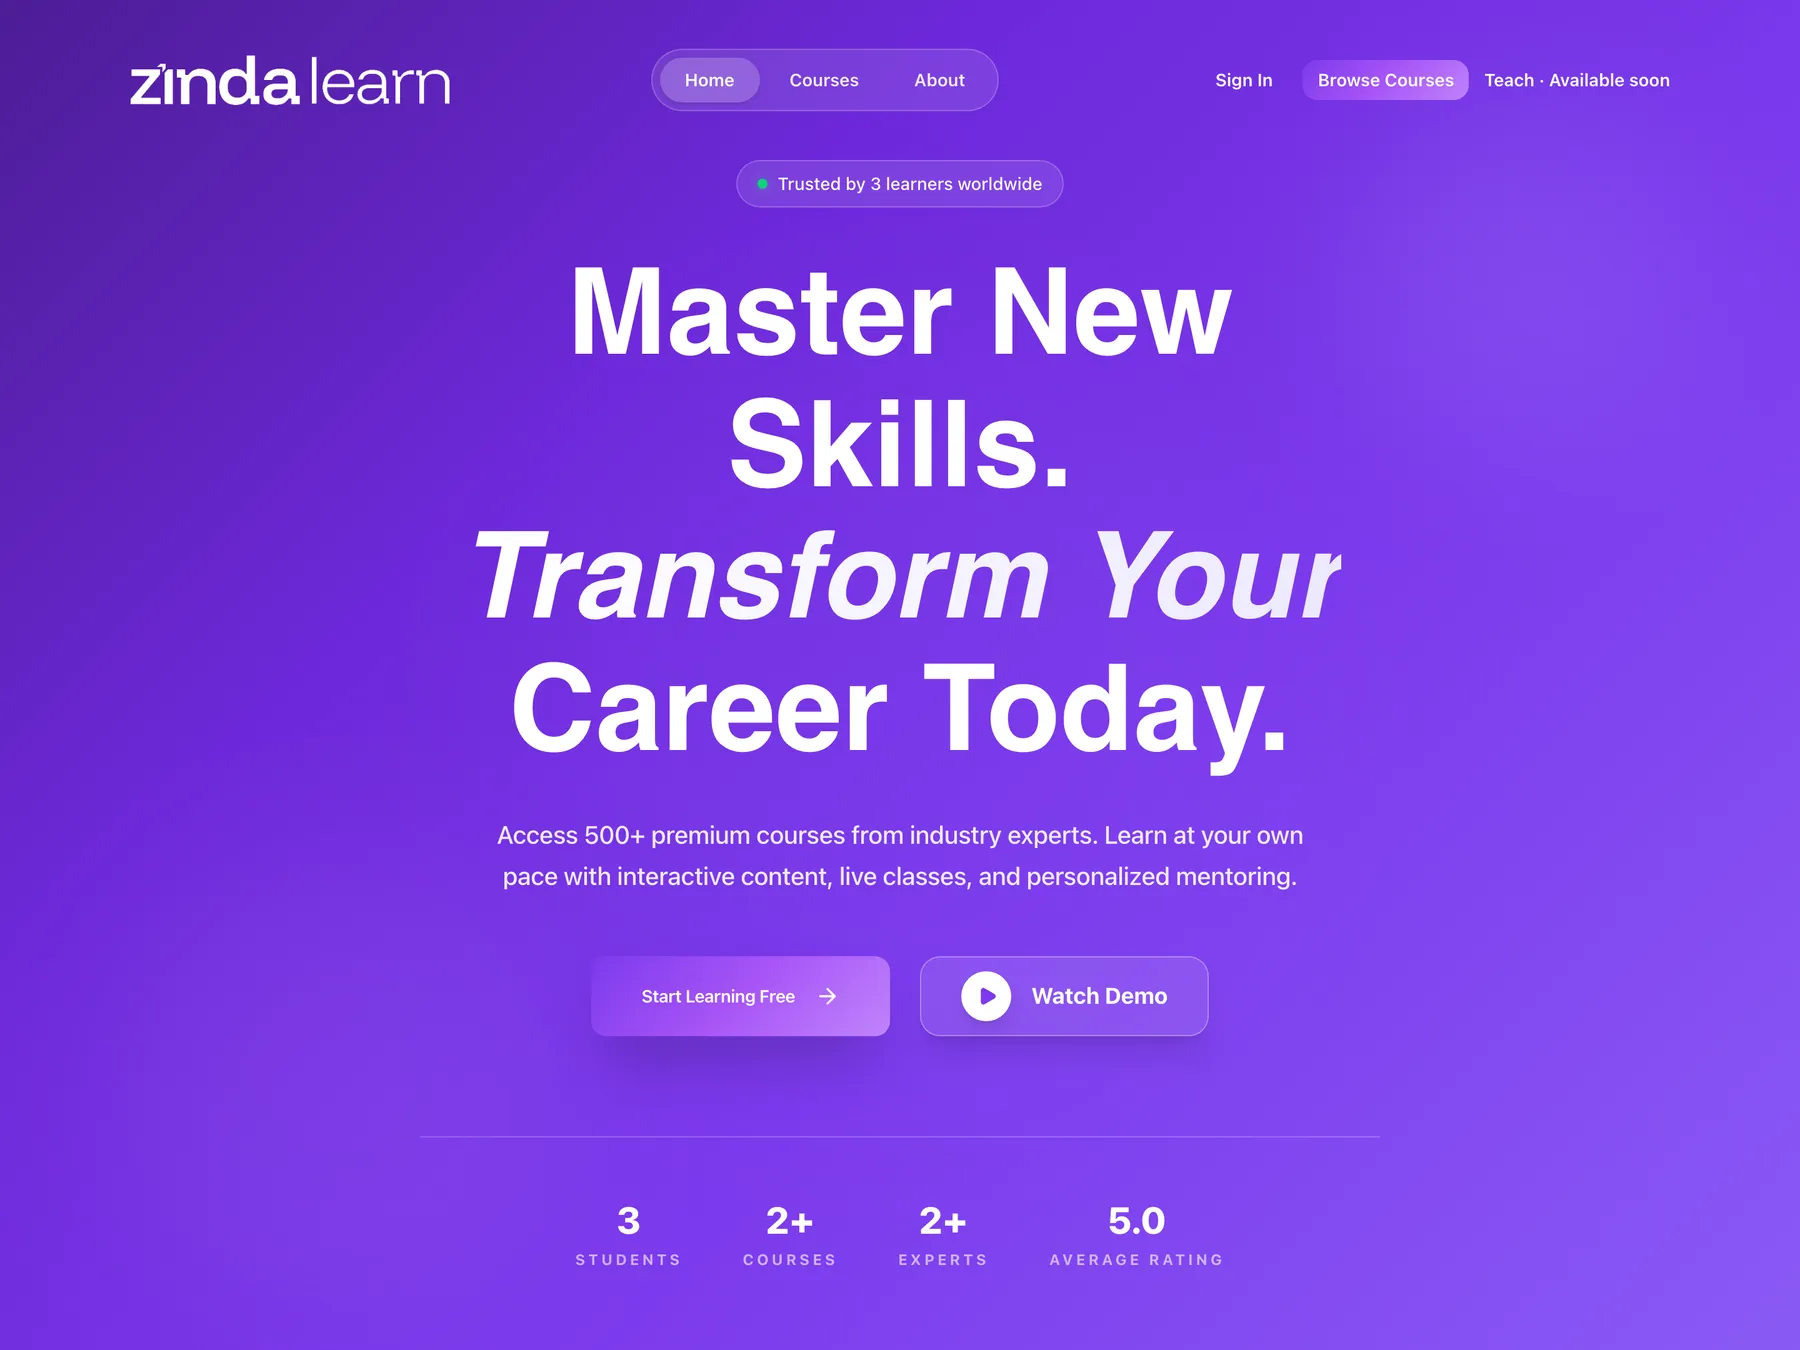 zinda learn
Home
Courses
About
Sign In
Browse Courses
Teach · Available soon
Trusted by 3 learners worldwide
Master New
Skills.
Transform Your
Career Today.
Access 500+ premium courses from industry experts. Learn at your own
pace with interactive content, live classes, and personalized mentoring.
Start Learning Free
Watch Demo
3
STUDENTS
2+
COURSES
2+
EXPERTS
5.0
AVERAGE RATING